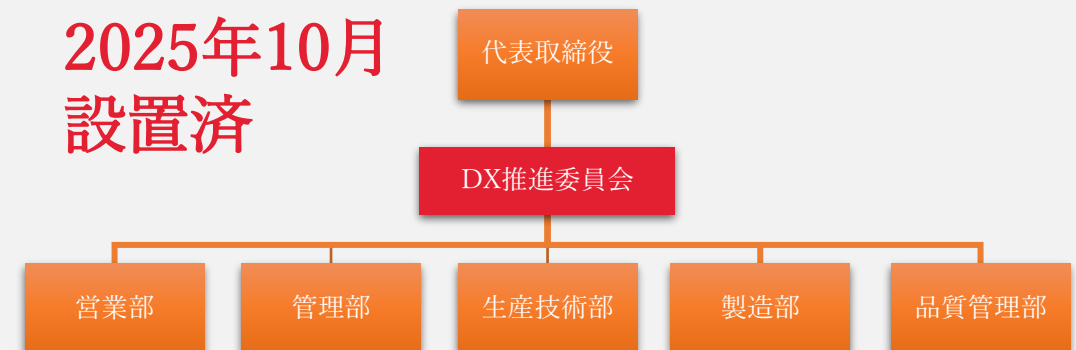 2025年10月
設置済
代表取締役
DX推進委員会
営業部
管理部
生産技術部
製造部
品質管理部